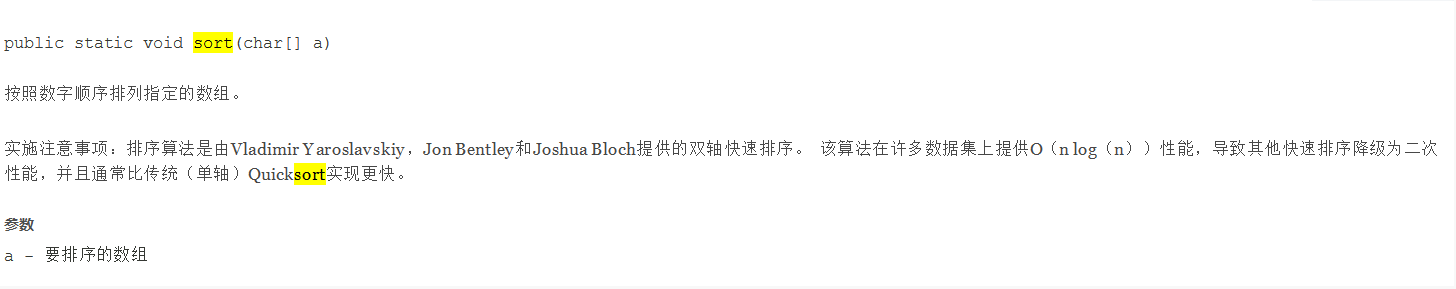 public static void sort(char[] a)
按照数字顺序排列指定的数组。
实施注意事项：排序算法是由Vladimir Yaroslavskiy，Jon Bentley和Joshua Bloch提供的双轴快速排序。 该算法在许多数据集上提供O（n log（n））性能，导致其他快速排序降级为二次
性能，并且通常比传统（单轴）Quicksort实现更快。
参数
a - 要排序的数组